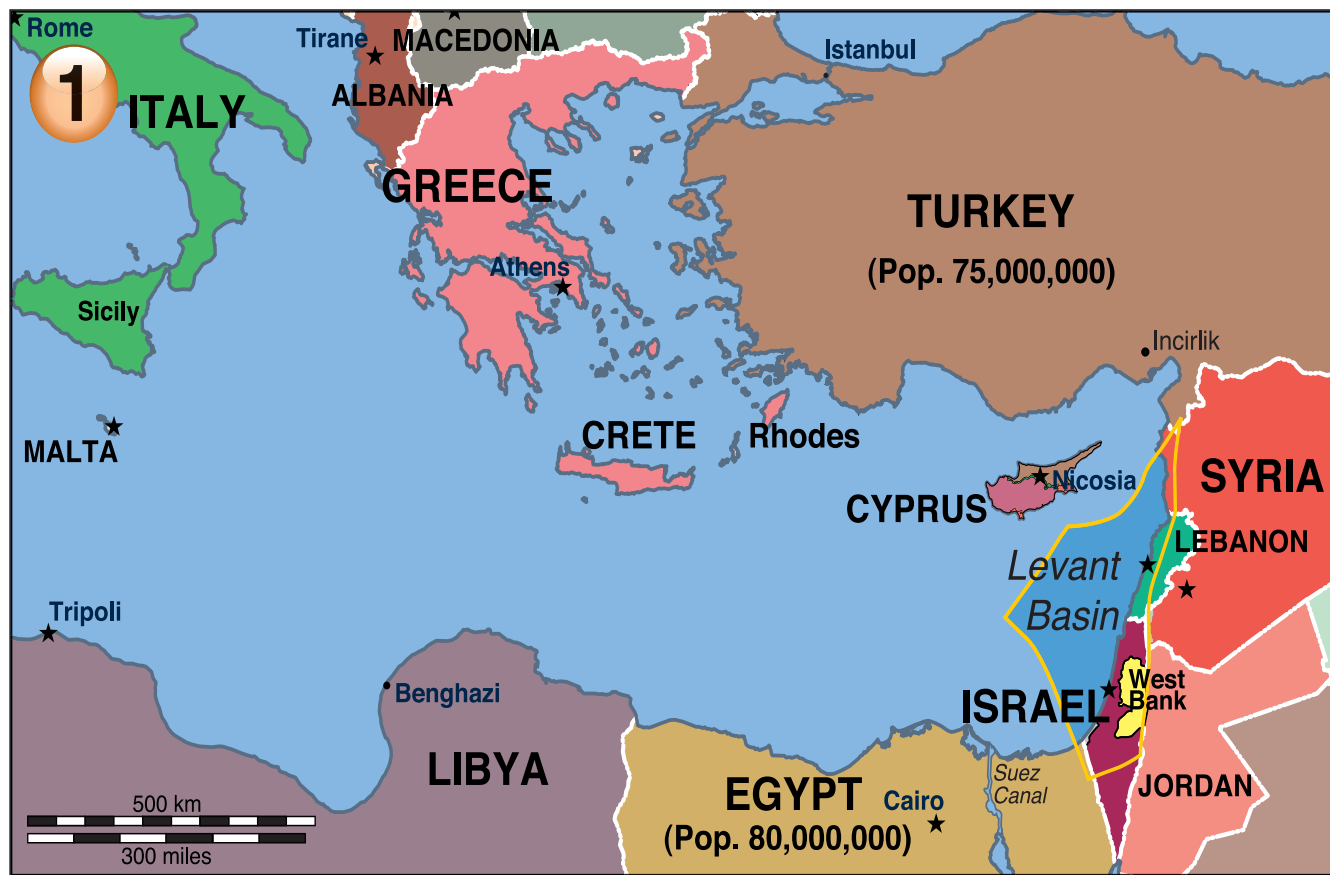 Rome
1
ITALY
Tirane
MACEDONIA
ALBANIA
Istanbul
GREECE
TURKEY
(Pop. 75,000,000)
Athens
Sicily
Incirlik
MALTA
CRETE
Rhodes
SYRIA
Nicosia
CYPRUS
LEBANON
Levant
Basin
Tripoli
Benghazi
West
Bank
ISRAEL
LIBYA
EGYPT
(Pop. 80,000,000)
Cairo
Suez
Canal
JORDAN
500 km
300 miles